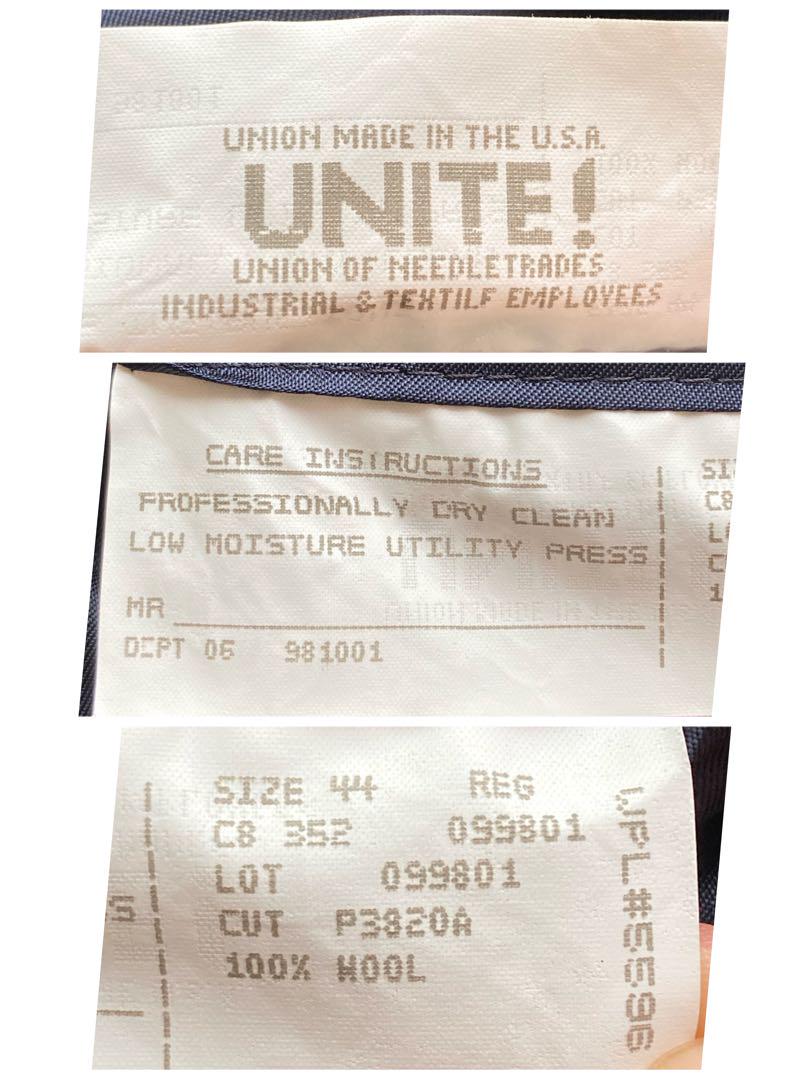 UNION MADE IN THE U.S.A.
UNITE!
UNION OF NEEDLETRADES
INDUSTRIAL & TEXTILE EMPLOYEES
CARE INSTRUCTIONS
PROFESSIONALLY DRY CLEAN
LOW MOISTURE UTILITY PRESS
MR
DEPT 06 981001
SIZE 44 REG
C8 352 099801
LOT 099801
CUT P3820A
100% WOOL
WPL#5596